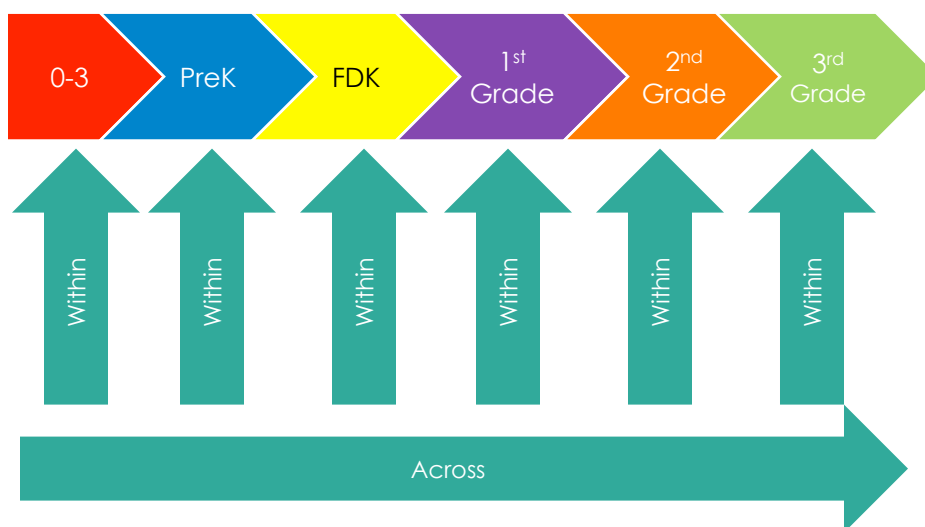 0-3
PreK
FDK
1st
Grade
2nd
Grade
3rd
Grade
Within
Within
Within
Within
Within
Within
Across